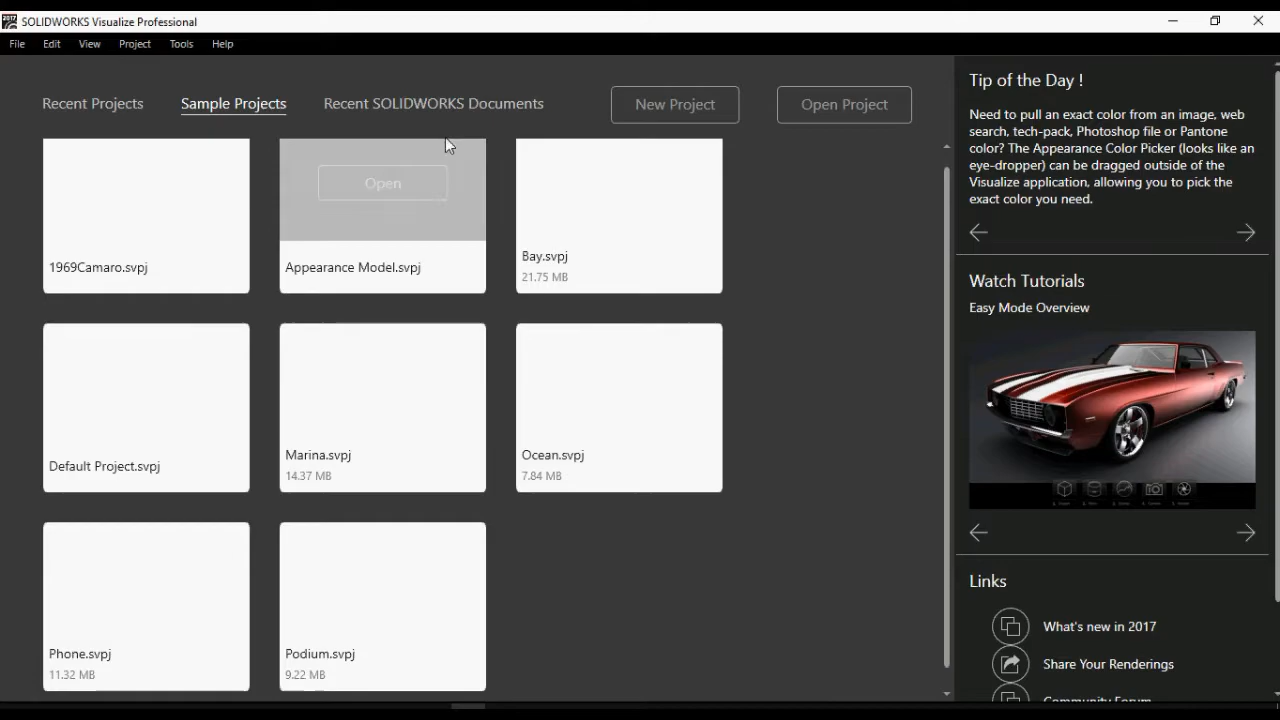 2017
SOLIDWORKS Visualize Professional
File Edit View Project Tools Help
Recent Projects Sample Projects Recent SOLIDWORKS Documents New Project Open Project
Open
1969Camaro.svpj
Appearance Model.svpj
Bay.svpj
21.75 MB
Default Project.svpj
Marina.svpj
14.37 MB
Ocean.svpj
7.84 MB
Phone.svpj
11.32 MB
Podium.svpj
9.22 MB
Tip of the Day !
Need to pull an exact color from an image, web
search, tech-pack, Photoshop file or Pantone
color? The Appearance Color Picker (looks like an
eye-dropper) can be dragged outside of the
Visualize application, allowing you to pick the
exact color you need.
Watch Tutorials
Easy Mode Overview
Links
What's new in 2017
Share Your Renderings
Community Forum